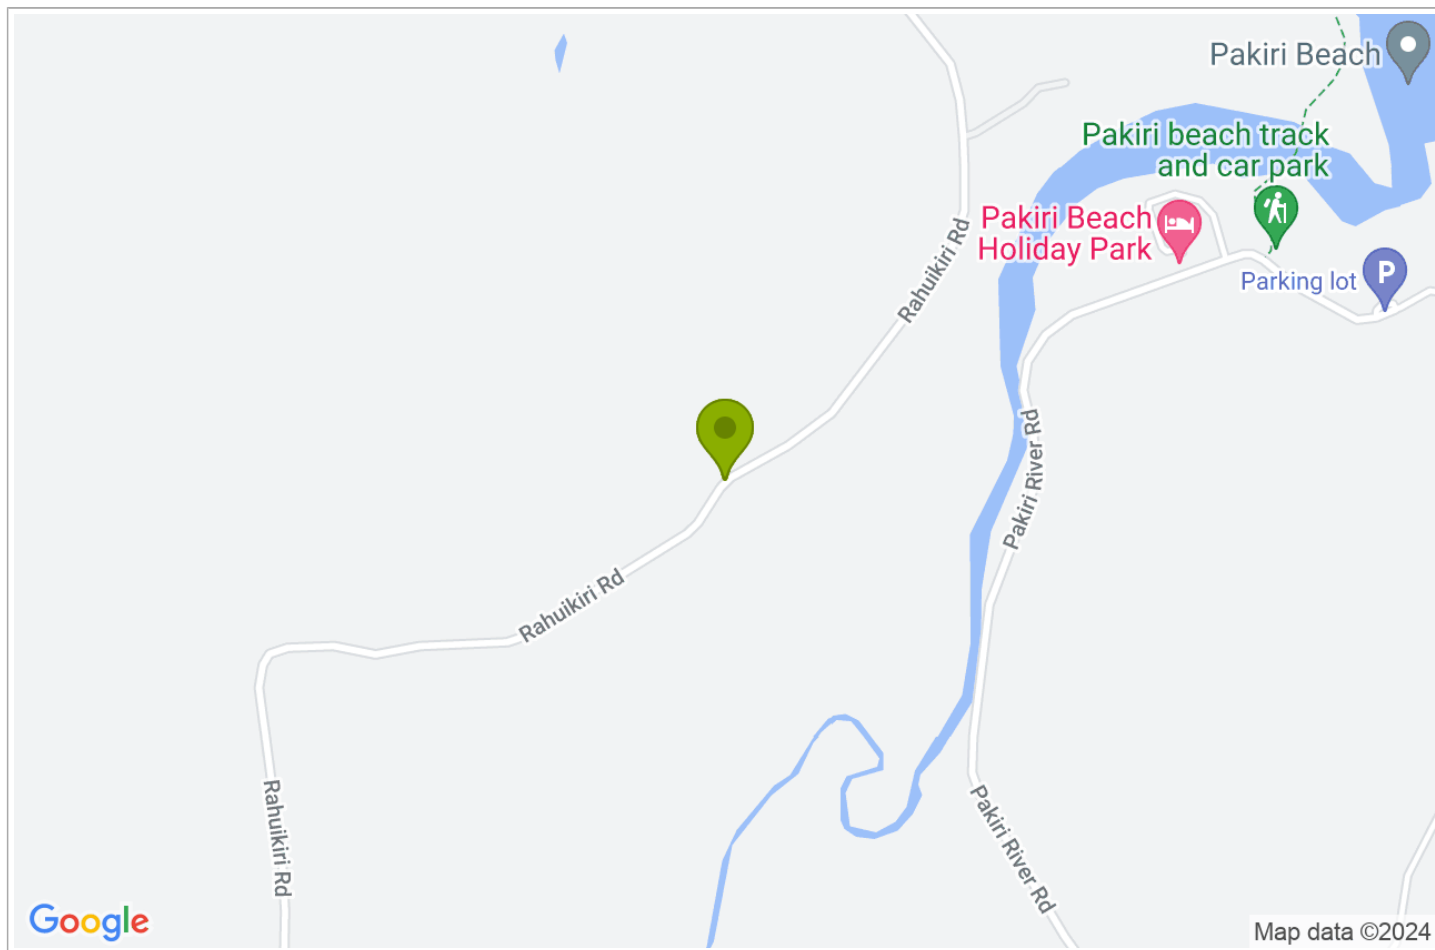 Pakiri Beach
Pakiri beach track
and car park
Pakiri Beach
Holiday Park
Rahuikiri Rd
Parking lot
P
Pakiri River Rd
Rahuikiri Rd
Rahuikiri Rd
Pakiri River Rd
Google
Map data ©2024